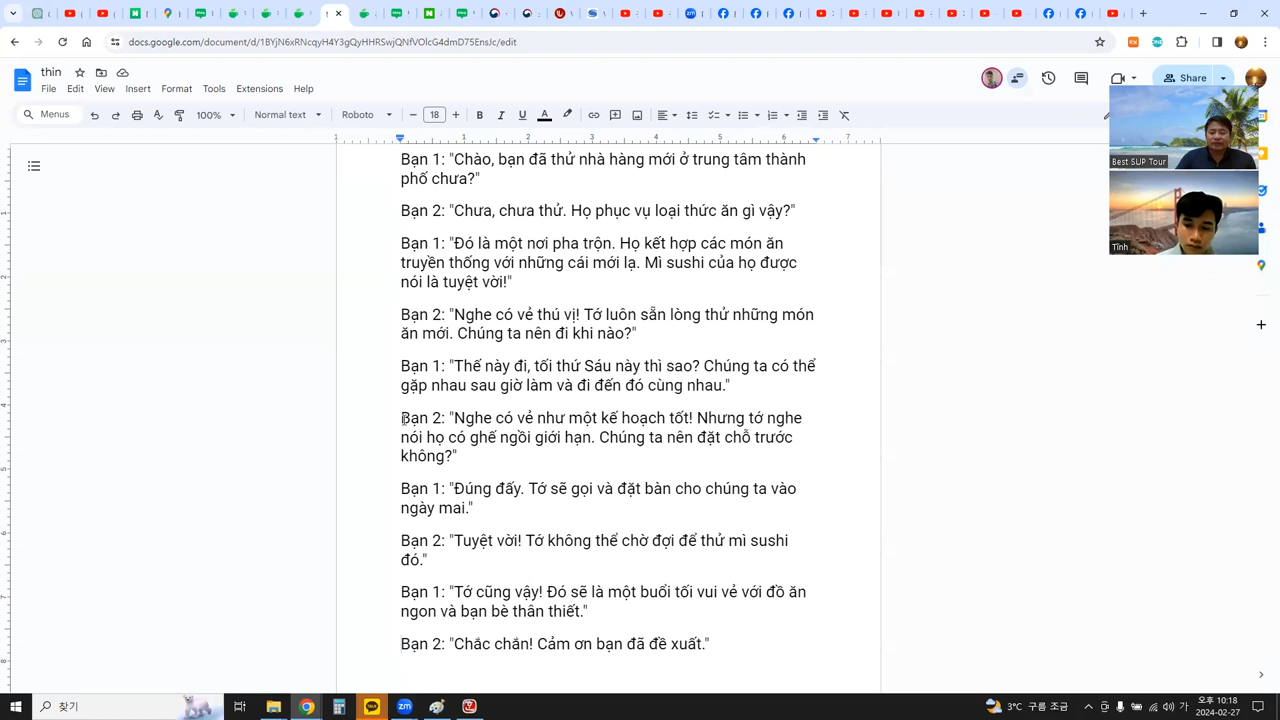 docs.google.com/document/d/1BYjN6xRNcqyH4Y3gQyHHRSwjQNfVOlcG4dmD75EnsJc/edit
thin
File Edit View Insert Format Tools Extensions Help
Share
Menus
100%
Normal text
Roboto
18
1 1 2 3 4 5 6 7
Bạn 1: "Chào, bạn đã thử nhà hàng mới ở trung tâm thành
phố chưa?"
Bạn 2: "Chưa, chưa thử. Họ phục vụ loại thức ăn gì vậy?"
Bạn 1: "Đó là một nơi pha trộn. Họ kết hợp các món ăn
truyền thống với những cái mới lạ. Mì sushi của họ được
nói là tuyệt vời!"
Bạn 2: "Nghe có vẻ thú vị! Tớ luôn sẵn lòng thử những món
ăn mới. Chúng ta nên đi khi nào?"
Bạn 1: "Thế này đi, tối thứ Sáu này thì sao? Chúng ta có thể
gặp nhau sau giờ làm và đi đến đó cùng nhau."
Bạn 2: "Nghe có vẻ như một kế hoạch tốt! Nhưng tớ nghe
nói họ có ghế ngồi giới hạn. Chúng ta nên đặt chỗ trước
không?"
Bạn 1: "Đúng đấy. Tớ sẽ gọi và đặt bàn cho chúng ta vào
ngày mai."
Bạn 2: "Tuyệt vời! Tớ không thể chờ đợi để thử mì sushi
đó."
Bạn 1: "Tớ cũng vậy! Đó sẽ là một buổi tối vui vẻ với đồ ăn
ngon và bạn bè thân thiết."
Bạn 2: "Chắc chắn! Cảm ơn bạn đã đề xuất."
Best SUP Tour
Tĩnh
찾기
3°C 구름 조금
가
오후 10:18
2024-02-27